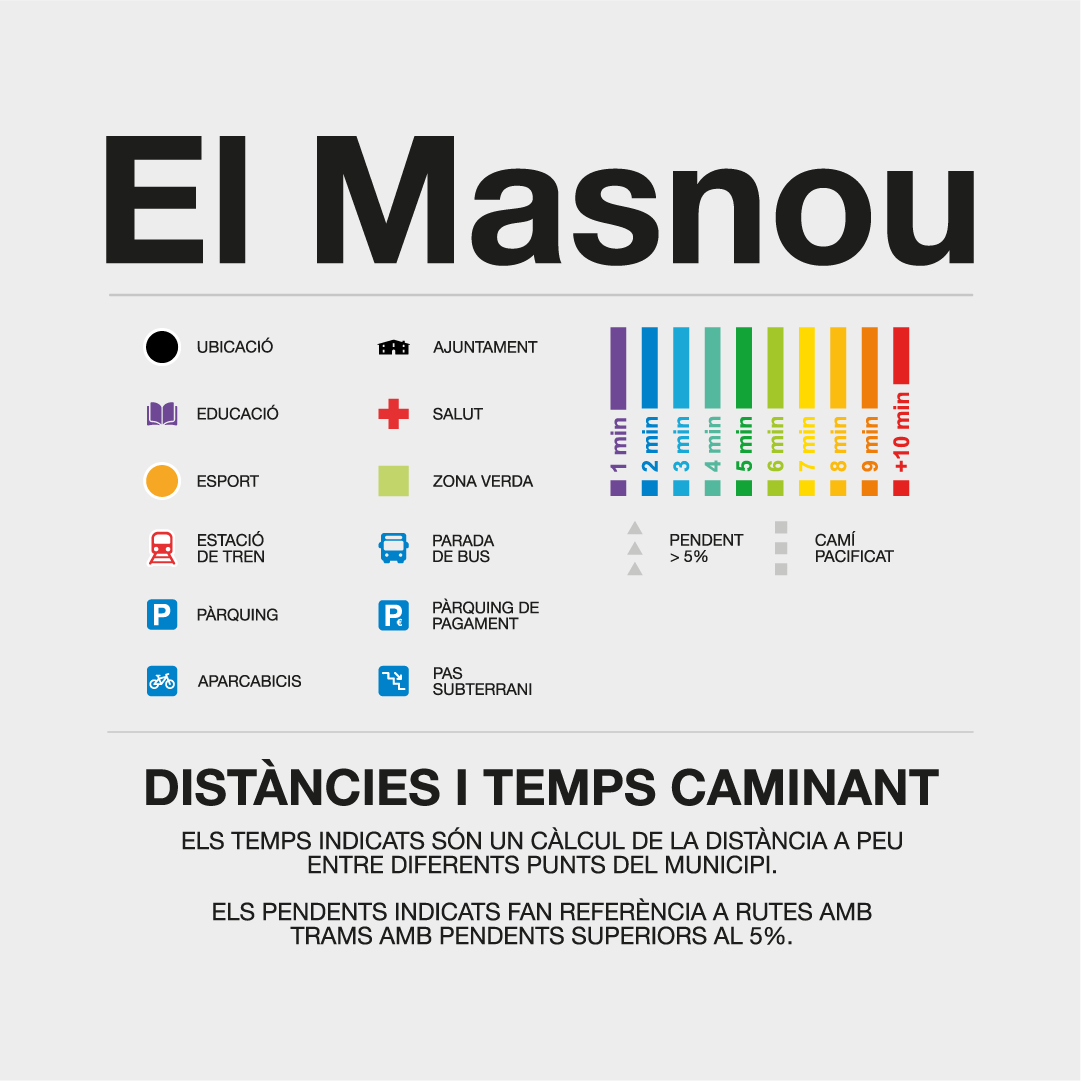 El Masnou
UBICACIÓ
EDUCACIÓ
ESPORT
ESTACIÓ
DE TREN
P
PÀRQUING
APARCABICIS
AJUNTAMENT
SALUT
ZONA VERDA
PARADA
DE BUS
P€
PÀRQUING DE
PAGAMENT
PAS
SUBTERRANI
1 min
2 min
3 min
4 min
5 min
6 min
7 min
8 min
9 min
+10 min
PENDENT
> 5%
CAMÍ
PACIFICAT
DISTÀNCIES I TEMPS CAMINANT
ELS TEMPS INDICATS SÓN UN CÀLCUL DE LA DISTÀNCIA A PEU
ENTRE DIFERENTS PUNTS DEL MUNICIPI.
ELS PENDENTS INDICATS FAN REFERÈNCIA A RUTES AMB
TRAMS AMB PENDENTS SUPERIORS AL 5%.